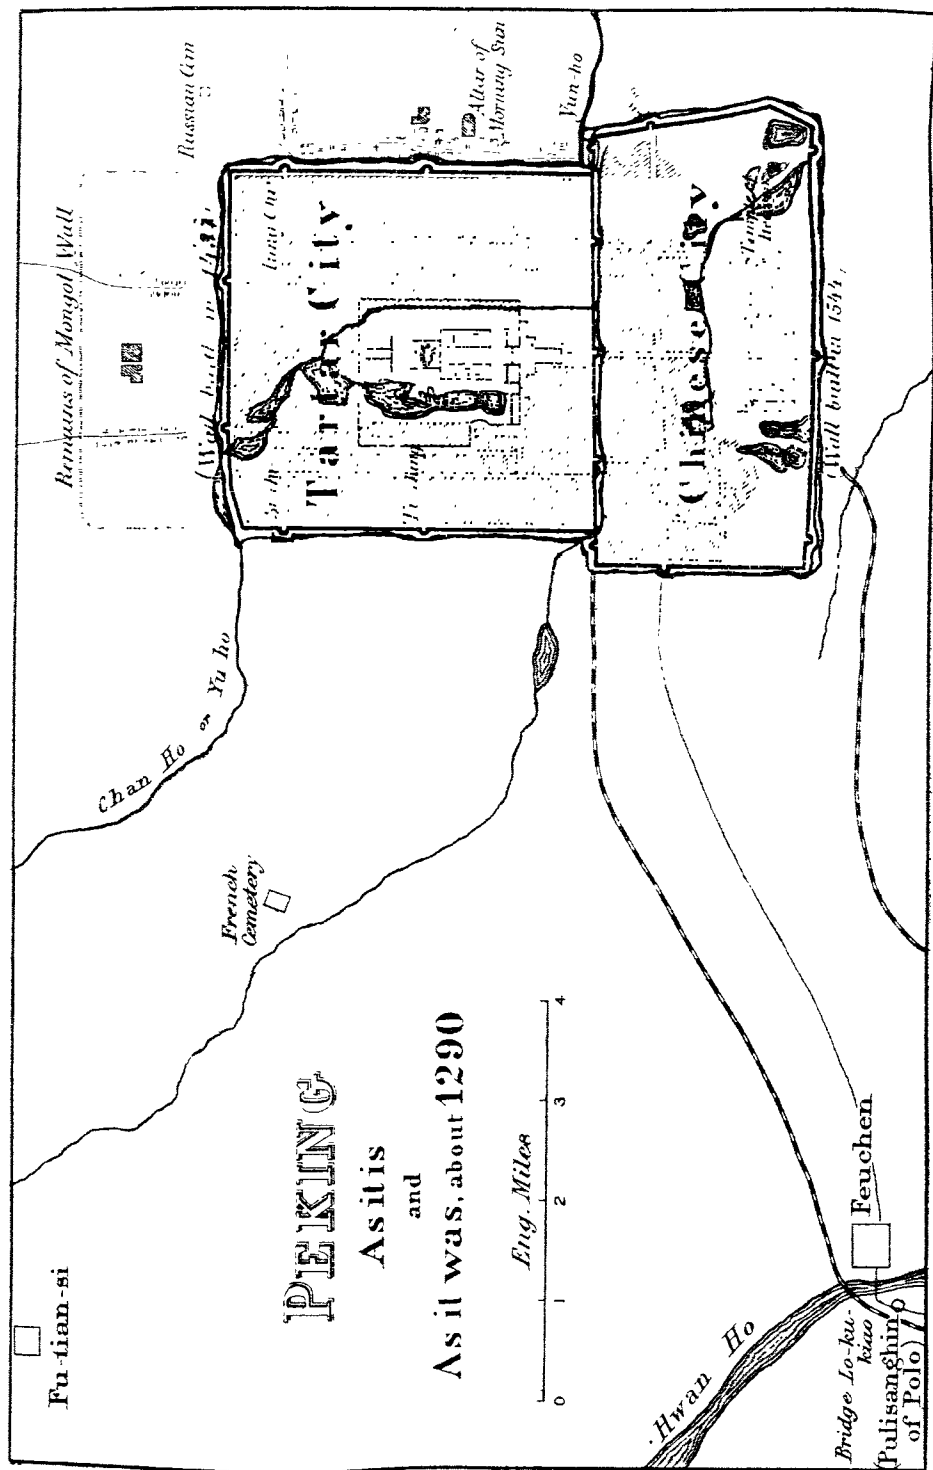 PEKING
As it is
and
As it was, about 1290
Eng. Miles
0 1 2 3 4
Fu-tian-si
French
Cemetery
Chan Ho or Yu ho
Remains of Mongol Wall
Russian Cem
Altar of
Morning Sun
Yun-ho
Tartar City
Chinese City
(Wall built in 1544)
Feuchen
Hwan Ho
Bridge Lo-ku-
kiao
(Pulisanghin
of Polo)